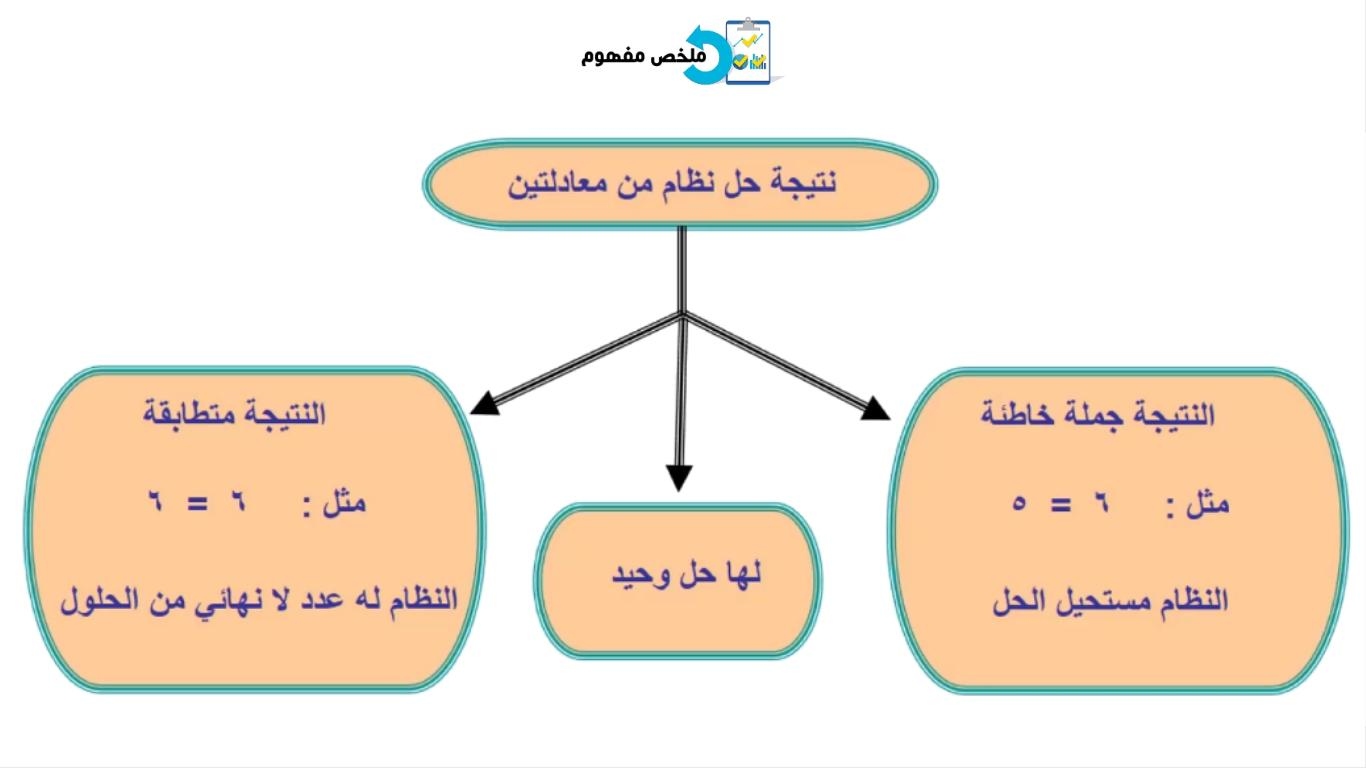 ملخص مفهوم
نتيجة حل نظام من معادلتين
النتيجة جملة خاطئة
مثل : ٦ = ٥
النظام مستحيل الحل
لها حل وحيد
النتيجة متطابقة
مثل : ٦ = ٦
النظام له عدد لا نهائي من الحلول